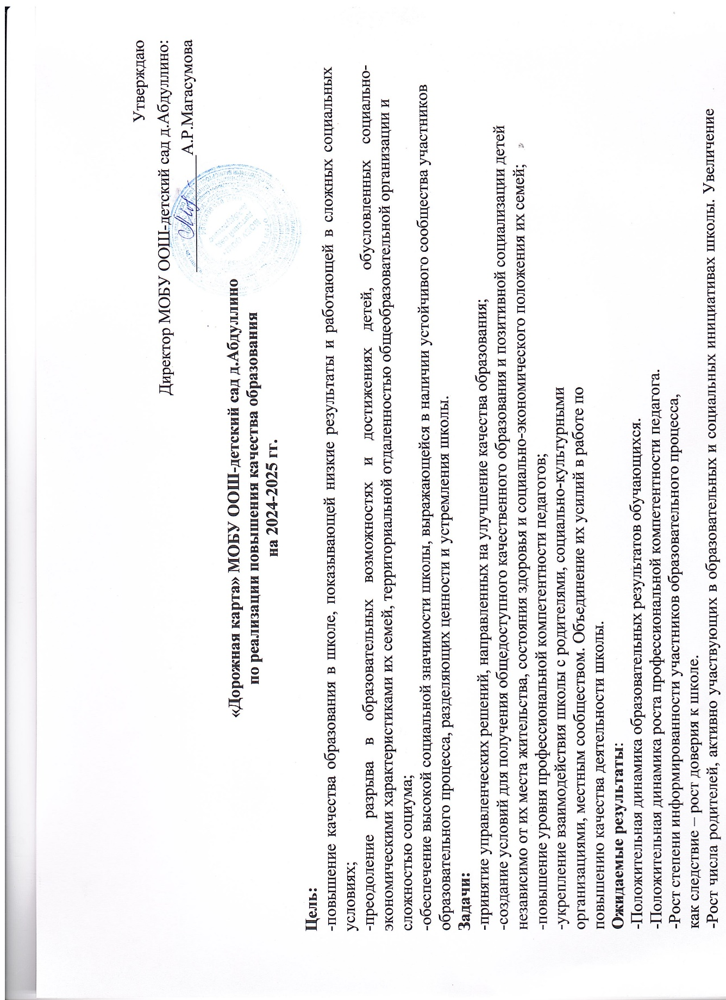 Утверждаю
Директор МОБУ ООШ-детский сад д.Абдуллино:
А.Р.Магасумова
«Дорожная карта» МОБУ ООШ-детский сад д.Абдуллино
по реализации повышения качества образования
на 2024-2025 гг.
Цель:
-повышение качества образования в школе, показывающей низкие результаты и работающей в сложных социальных
условиях;
-преодоление разрыва в образовательных возможностях и достижениях детей, обусловленных социально-
экономическими характеристиками их семей, территориальной отдаленностью общеобразовательной организации и
сложностью социума;
-обеспечение высокой социальной значимости школы, выражающейся в наличии устойчивого сообщества участников
образовательного процесса, разделяющих ценности и устремления школы.
Задачи:
-принятие управленческих решений, направленных на улучшение качества образования;
-создание условий для получения общедоступного качественного образования и позитивной социализации детей
независимо от их места жительства, состояния здоровья и социально-экономического положения их семей;
-повышение уровня профессиональной компетентности педагогов;
-укрепление взаимодействия школы с родителями, социально-культурными
организациями, местным сообществом. Объединение их усилий в работе по
повышению качества деятельности школы.
Ожидаемые результаты:
-Положительная динамика образовательных результатов обучающихся.
-Положительная динамика роста профессиональной компетентности педагога.
-Рост степени информированности участников образовательного процесса,
как следствие – рост доверия к школе.
-Рост числа родителей, активно участвующих в образовательных и социальных инициативах школы. Увеличение